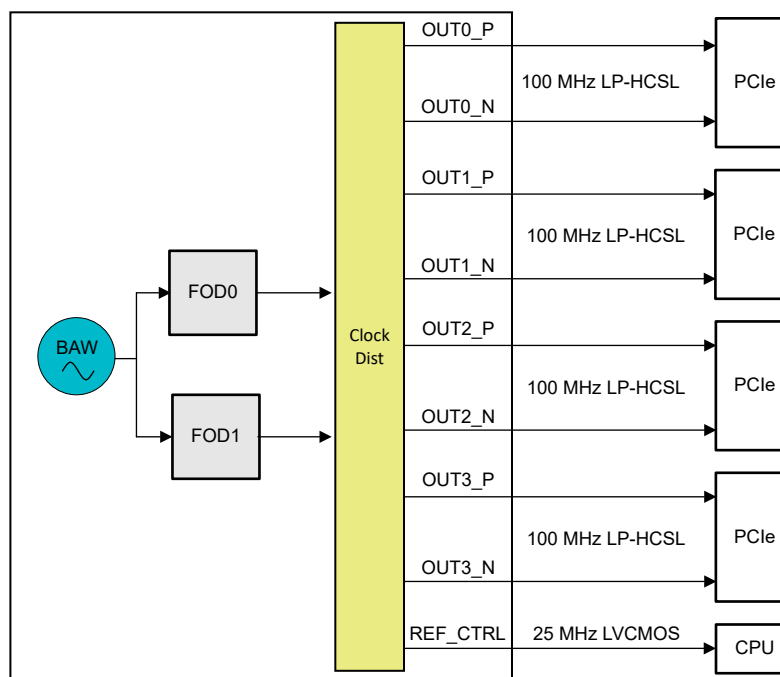 OUT0_P
100 MHz LP-HCSL
PCIe
OUT0_N
OUT1_P
100 MHz LP-HCSL
PCIe
OUT1_N
FOD0
BAW
Clock
Dist
OUT2_P
100 MHz LP-HCSL
PCIe
OUT2_N
FOD1
OUT3_P
100 MHz LP-HCSL
PCIe
OUT3_N
REF_CTRL
25 MHz LVCMOS
CPU